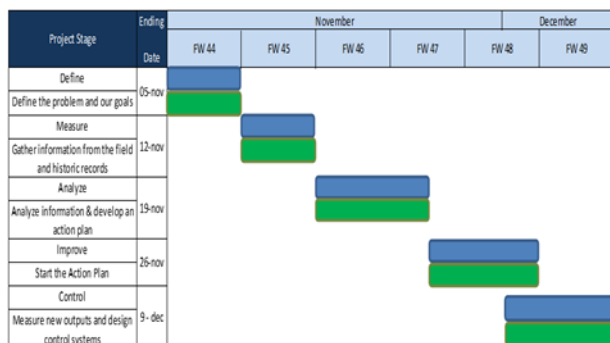 Project Stage
Ending
Date
November
December
FW 44
FW 45
FW 46
FW 47
FW 48
FW 49
Define
Define the problem and our goals
05-nov
Measure
Gather information from the field
and historic records
12-nov
Analyze
Analyze information & develop an
action plan
19-nov
Improve
Start the Action Plan
26-nov
Control
Measure new outputs and design
control systems
9 - dec